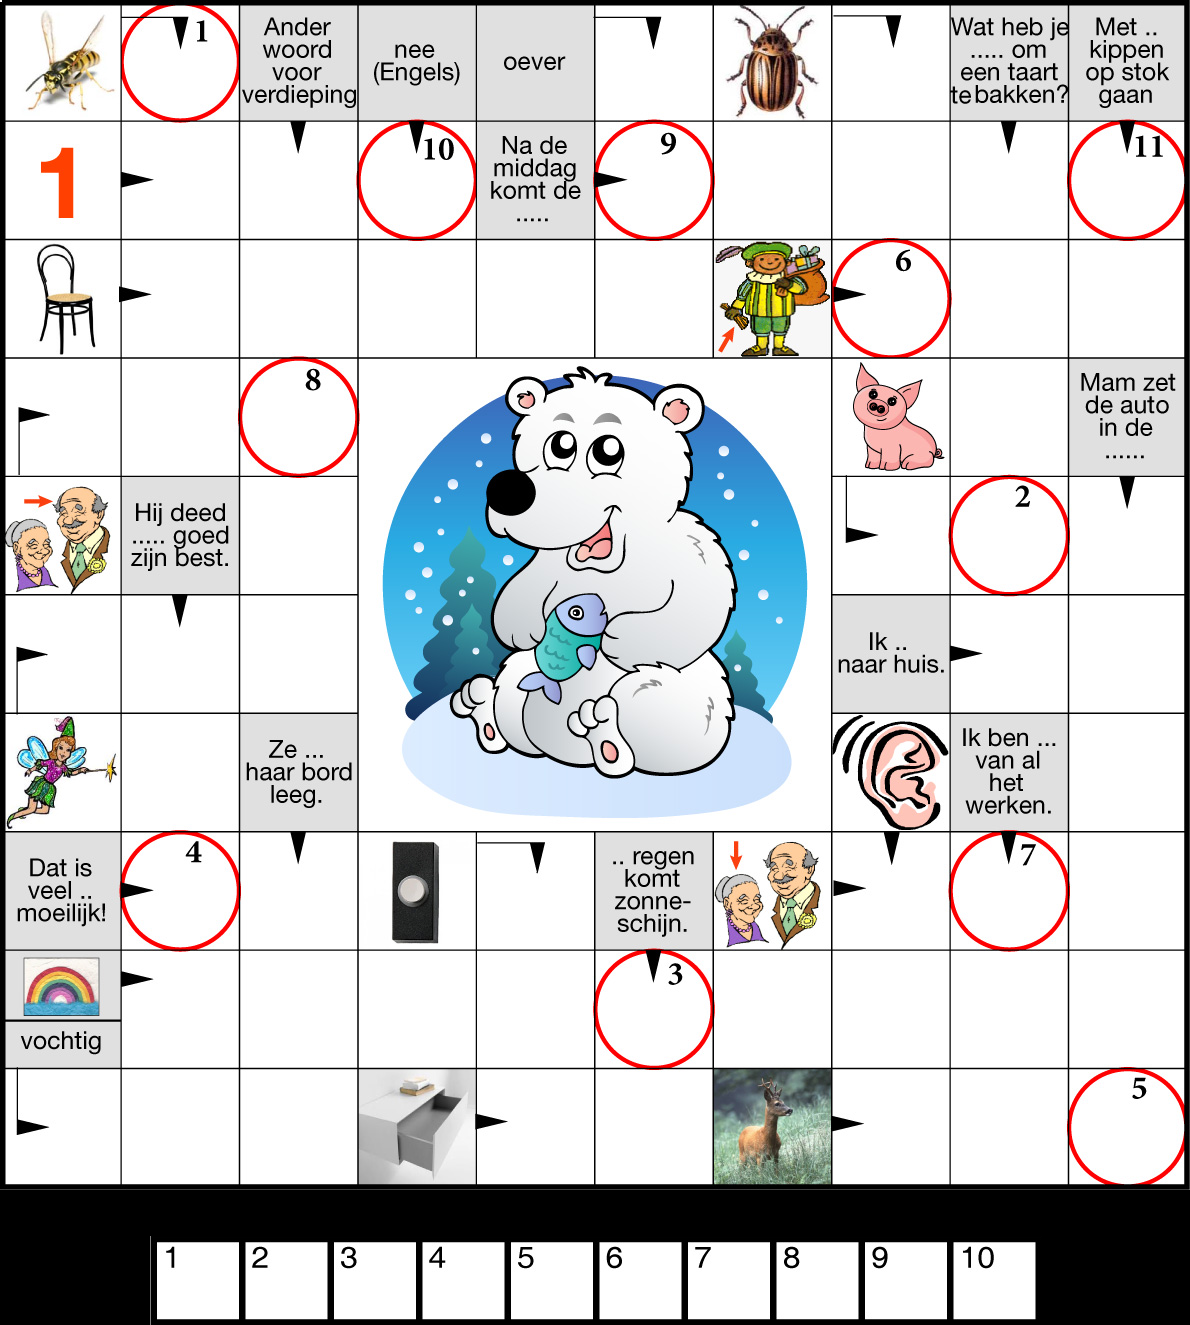 1
Ander
woord
voor
verdieping
nee
(Engels)
oever
Wat heb je
..... om
een taart
te bakken?
Met ..
kippen
op stok
gaan
1
10
Na de
middag
komt de
.....
9
11
6
8
Mam zet
de auto
in de
......
Hij deed
..... goed
zijn best.
2
Ik ..
naar huis.
Ze ...
haar bord
leeg.
Ik ben ...
van al
het
werken.
Dat is
veel ..
moeilijk!
4
.. regen
komt
zonne-
schijn.
7
vochtig
3
5
1 2 3 4 5 6 7 8 9 10